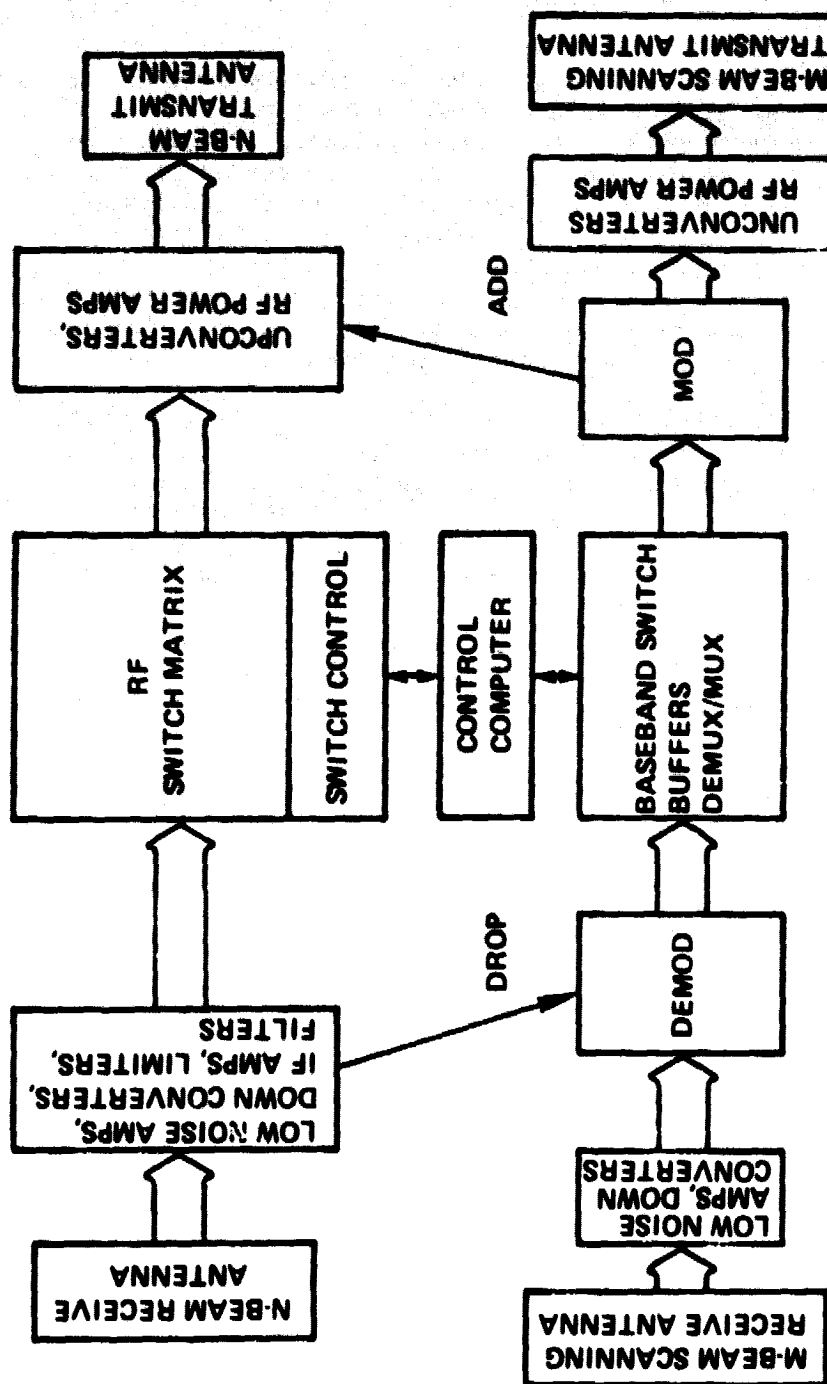 N-BEAM RECEIVE
ANTENNA
LOW NOISE AMPS,
DOWN CONVERTERS,
IF AMPS, LIMITERS,
FILTERS
RF
SWITCH MATRIX
SWITCH CONTROL
UPCONVERTERS,
RF POWER AMPS
N-BEAM
TRANSMIT
ANTENNA
DROP
CONTROL
COMPUTER
ADD
M-BEAM SCANNING
RECEIVE ANTENNA
LOW NOISE
AMPS, DOWN
CONVERTERS
DEMOD
BASEBAND SWITCH
BUFFERS
DEMUX/MUX
MOD
UNCONVERTERS
RF POWER AMPS
M-BEAM SCANNING
TRANSMIT ANTENNA